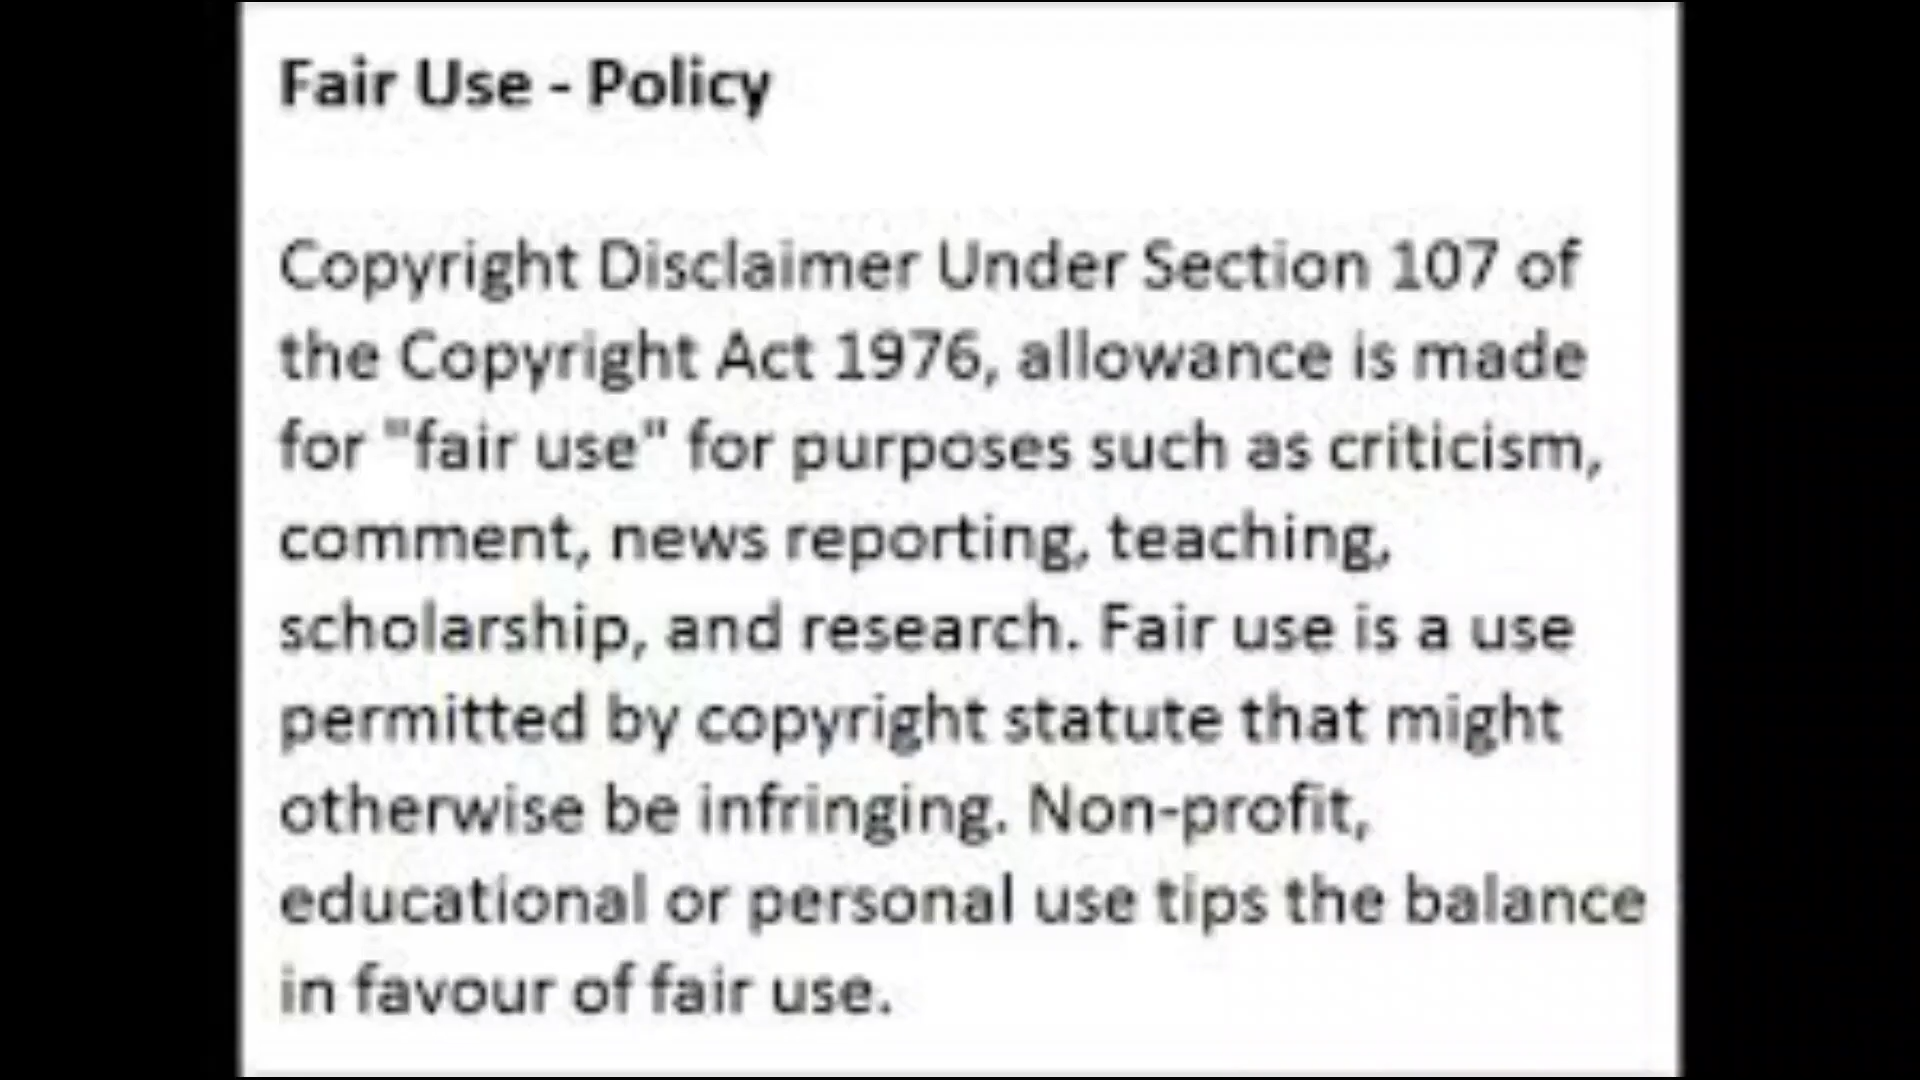 Fair Use - Policy
Copyright Disclaimer Under Section 107 of
the Copyright Act 1976, allowance is made
for "fair use" for purposes such as criticism,
comment, news reporting, teaching,
scholarship, and research. Fair use is a use
permitted by copyright statute that might
otherwise be infringing. Non-profit,
educational or personal use tips the balance
in favour of fair use.